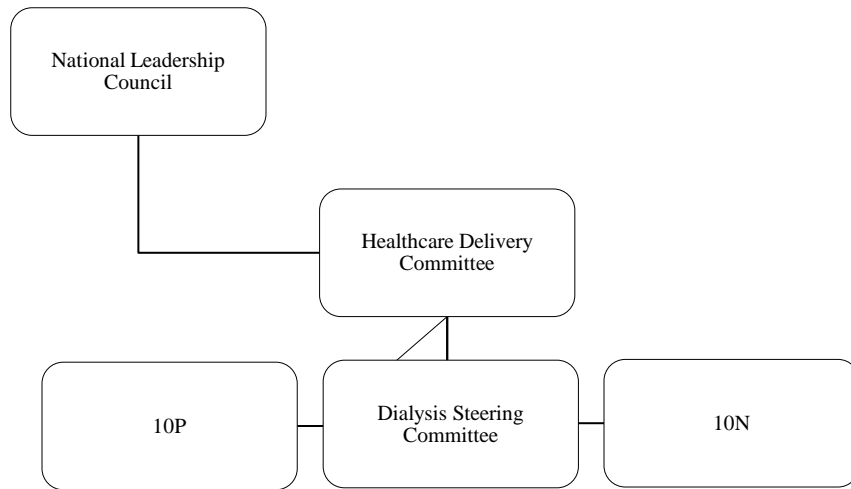 National Leadership
Council
Healthcare Delivery
Committee
10P
Dialysis Steering
Committee
10N